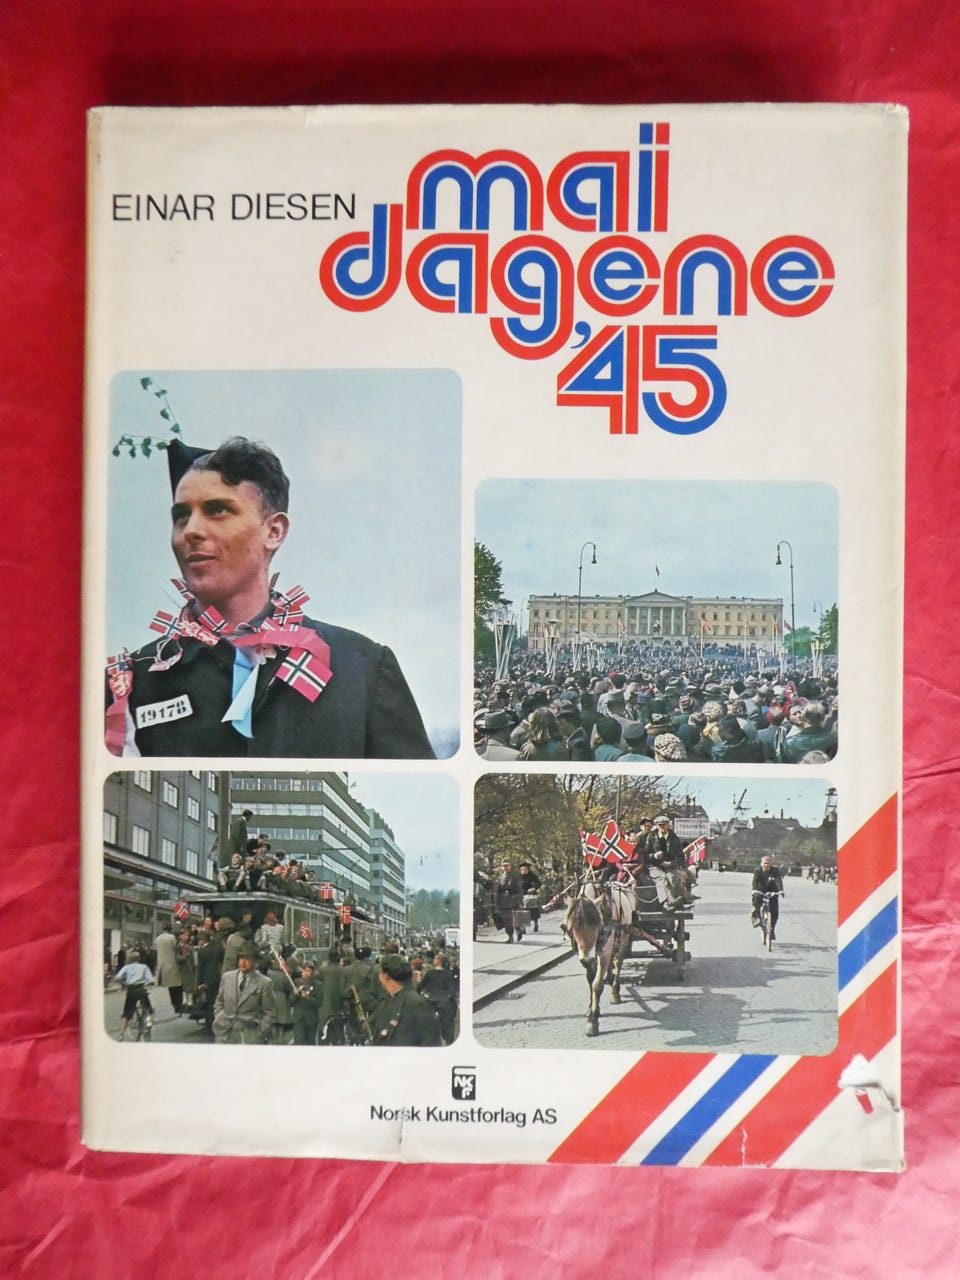 EINAR DIESEN
mai
dagene
'45
19178
NKF
Norsk Kunstforlag AS